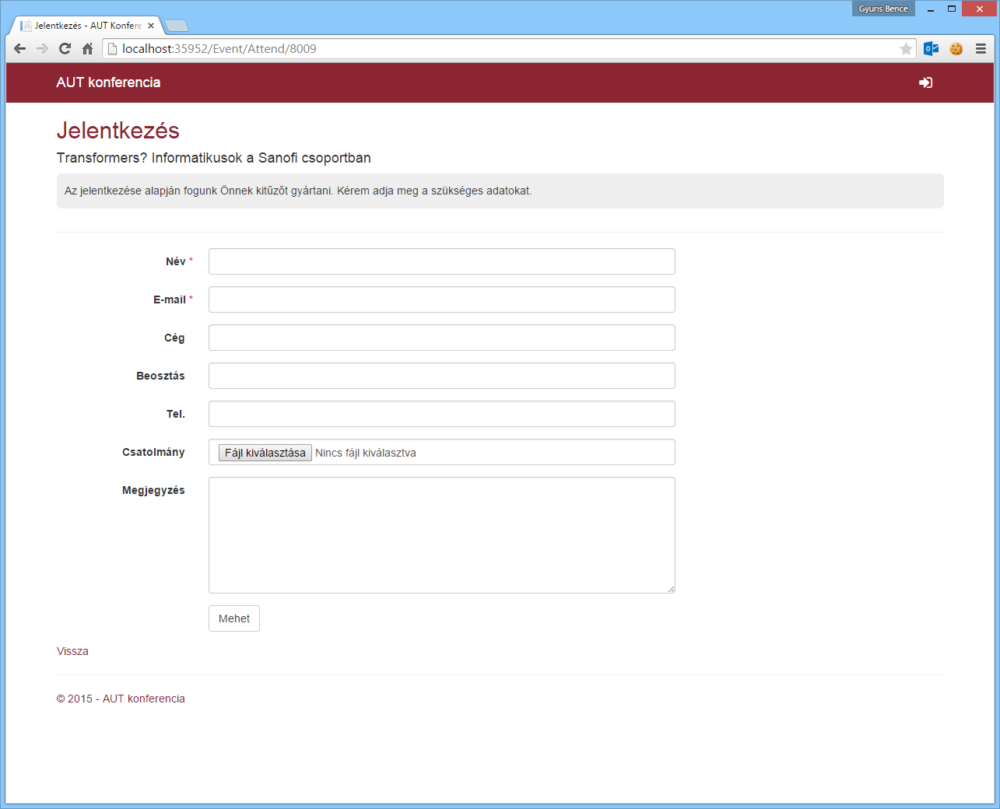 Gyuris Bence
Jelentkezés - AUT Konfere
localhost:35952/Event/Attend/8009
AUT konferencia
Jelentkezés
Transformers? Informatikusok a Sanofi csoportban
Az jelentkezése alapján fogunk Önnek kitűzőt gyártani. Kérem adja meg a szükséges adatokat.
Név *
E-mail *
Cég
Beosztás
Tel.
Csatolmány Fájl kiválasztása Nincs fájl kiválasztva
Megjegyzés
Mehet
Vissza
© 2015 - AUT konferencia